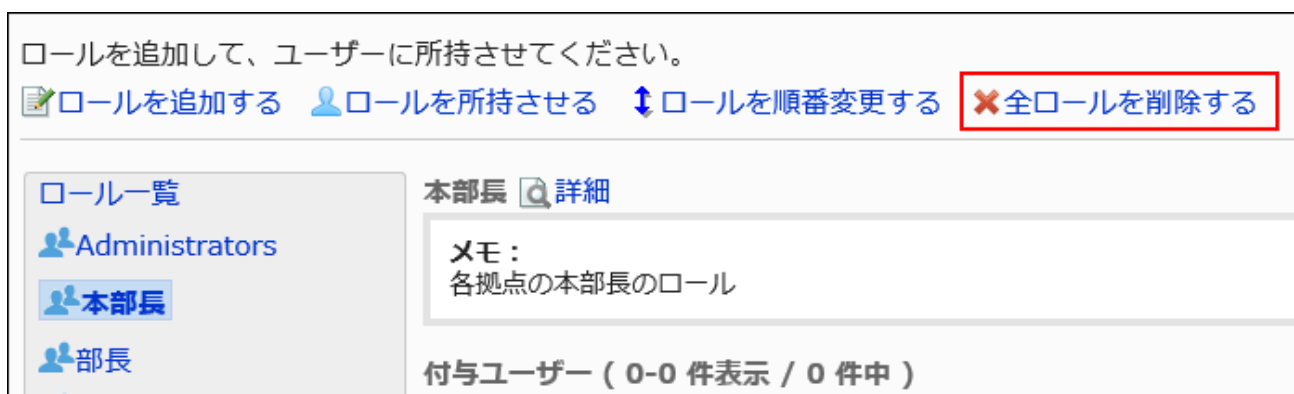 ロールを追加して、ユーザーに所持させてください。
ロールを追加する ロールを所持させる ロールを順番変更する 全ロールを削除する
ロール一覧
Administrators
本部長
部長
本部長 詳細
メモ：
各拠点の本部長のロール
付与ユーザー ( 0-0 件表示 / 0 件中 )